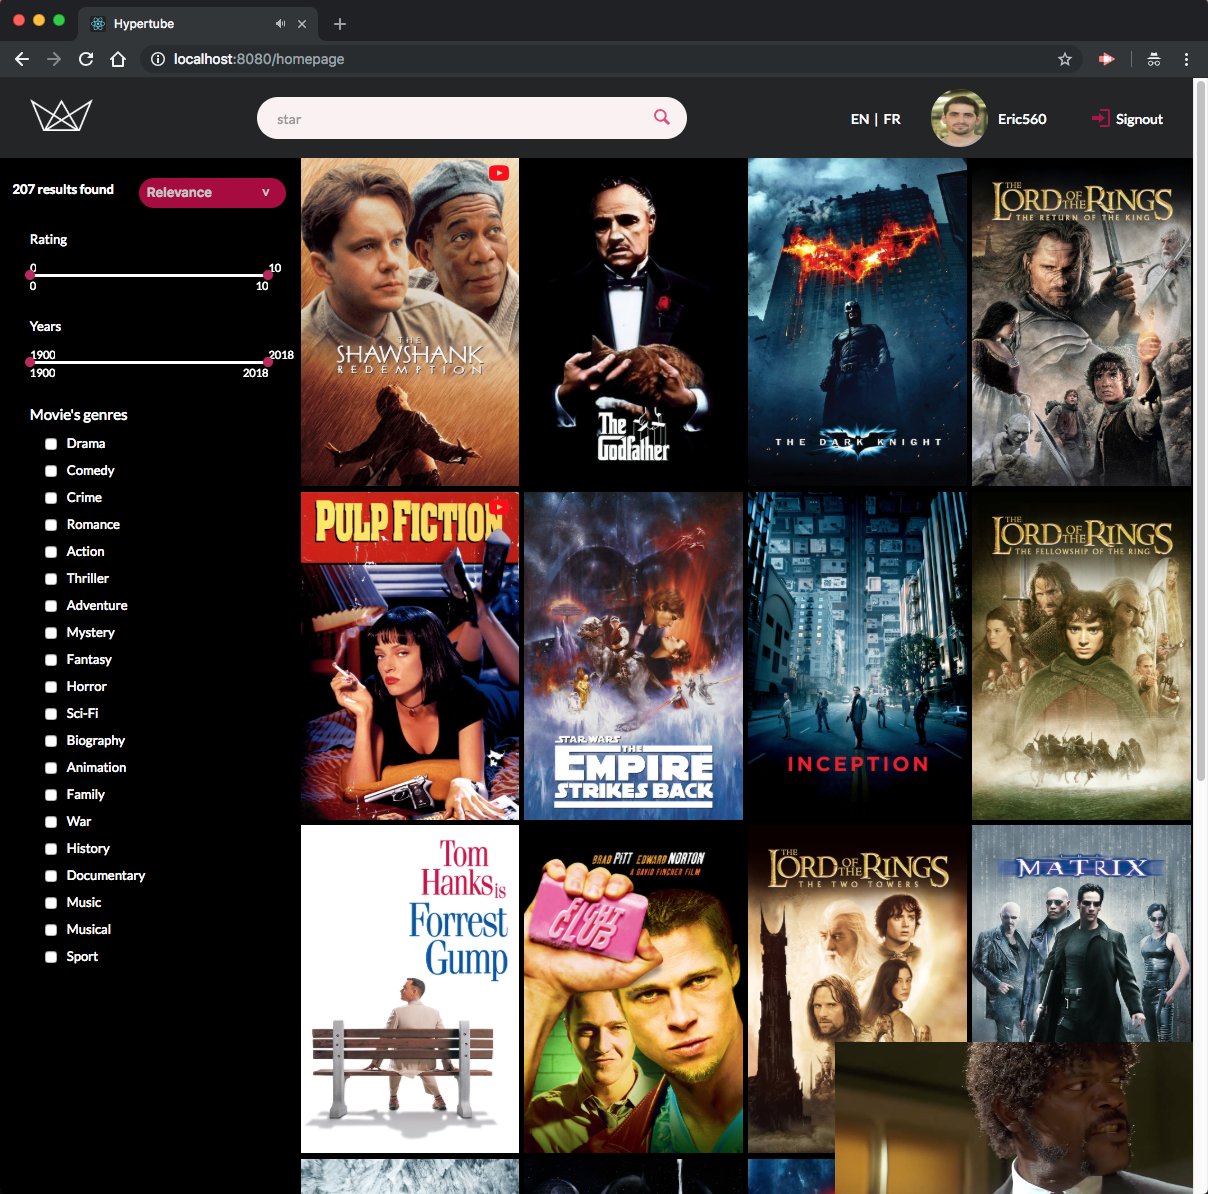 Hypertube
localhost:8080/homepage
star
EN | FR
Eric560
Signout
207 results found
Relevance v
Rating
0 10
0 10
Years
1900 2018
1900 2018
Movie's genres
Drama
Comedy
Crime
Romance
Action
Thriller
Adventure
Mystery
Fantasy
Horror
Sci-Fi
Biography
Animation
Family
War
History
Documentary
Music
Musical
Sport
THE
SHAWSHANK
REDEMPTION
The
Godfather
THE DARK KNIGHT
THE
LORD OF THE RINGS
THE RETURN OF THE KING
PULP FICTION
STAR WARS
THE
EMPIRE
STRIKES BACK
INCEPTION
THE
LORD OF THE RINGS
THE FELLOWSHIP OF THE RING
Tom
Hanks is
Forrest
Gump
BRAD PITT EDWARD NORTON
A DAVID FINCHER FILM
FIGHT
CLUB
THE
LORD OF THE RINGS
THE TWO TOWERS
THE
MATRIX